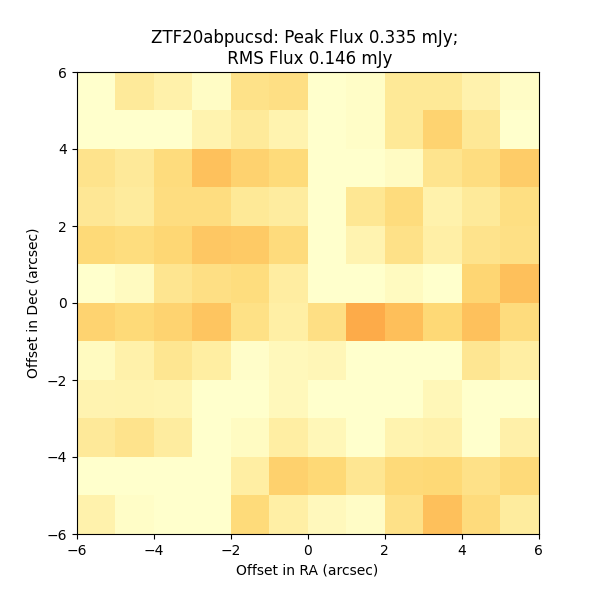 ZTF20abpucsd: Peak Flux 0.335 mJy;
RMS Flux 0.146 mJy
6
4
2
0
−2
−4
−6
Offset in Dec (arcsec)
−6 −4 −2 0 2 4 6
Offset in RA (arcsec)